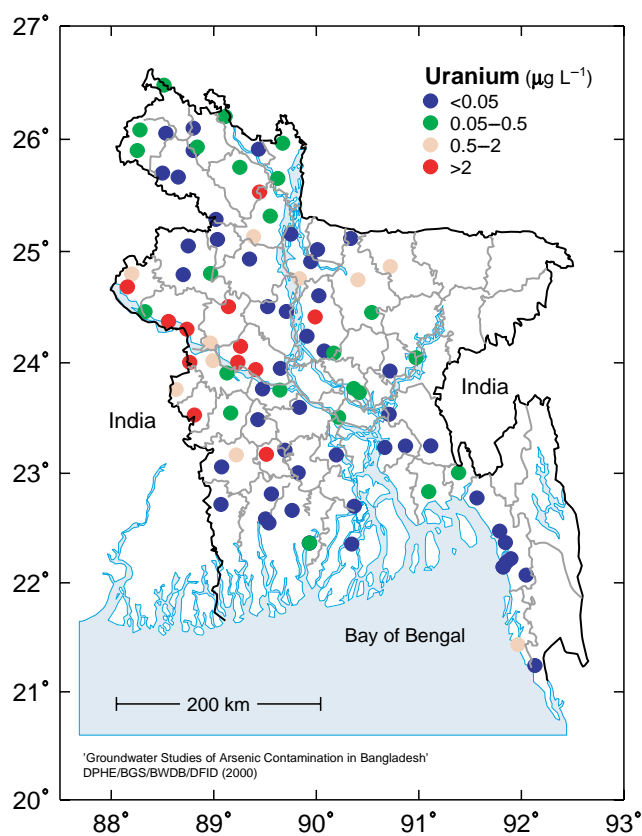 27°
26°
25°
24°
23°
22°
21°
20°
Uranium (µg L⁻¹)
<0.05
0.05–0.5
0.5–2
>2
India
India
Bay of Bengal
200 km
'Groundwater Studies of Arsenic Contamination in Bangladesh'
DPHE/BGS/BWDB/DFID (2000)
88° 89° 90° 91° 92° 93°